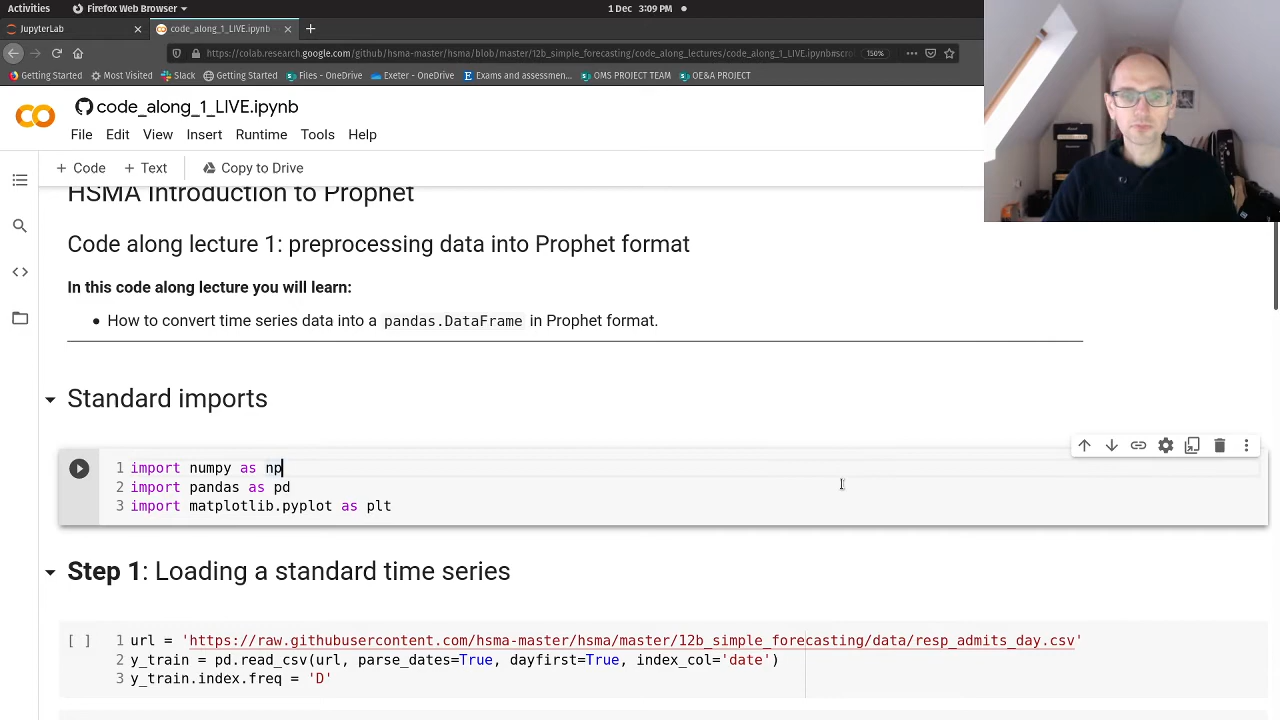 Activities
Firefox Web Browser
1 Dec 3:09 PM
JupyterLab
code_along_1_LIVE.ipynb
https://colab.research.google.com/github/hsma-master/hsma/blob/master/12b_simple_forecasting/code_along_lectures/code_along_1_LIVE.ipynb#scro
150%
Getting Started
Most Visited
Slack
Getting Started
Files - OneDrive
Exeter - OneDrive
Exams and assessmen...
OMS PROJECT TEAM
OE&A PROJECT
code_along_1_LIVE.ipynb
File Edit View Insert Runtime Tools Help
+ Code + Text Copy to Drive
HSMA Introduction to Prophet
Code along lecture 1: preprocessing data into Prophet format
In this code along lecture you will learn:
• How to convert time series data into a pandas.DataFrame in Prophet format.
Standard imports
1 import numpy as np
2 import pandas as pd
3 import matplotlib.pyplot as plt
Step 1: Loading a standard time series
[ ] 1 url = 'https://raw.githubusercontent.com/hsma-master/hsma/master/12b_simple_forecasting/data/resp_admits_day.csv'
2 y_train = pd.read_csv(url, parse_dates=True, dayfirst=True, index_col='date')
3 y_train.index.freq = 'D'